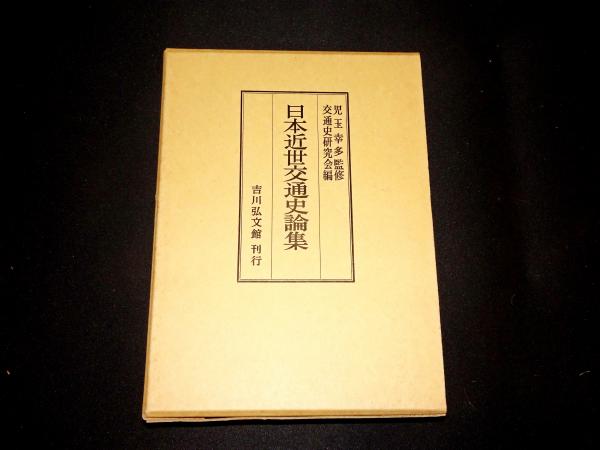 児玉幸多監修
交通史研究会編
日本近世交通史論集
吉川弘文館 刊行